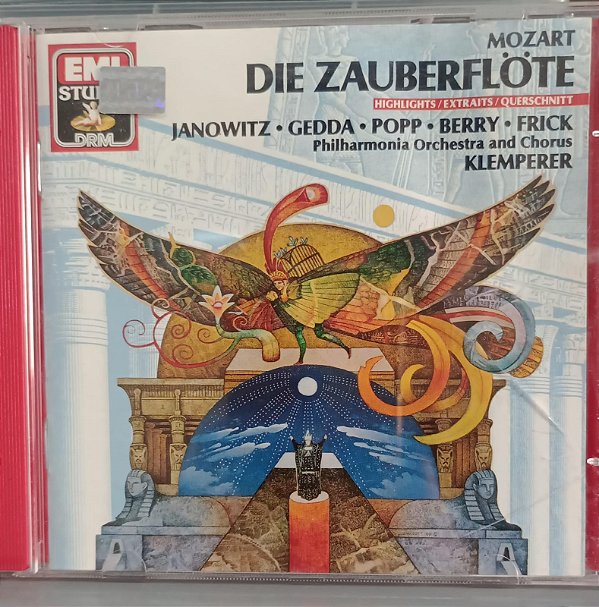 MOZART
DIE ZAUBERFLÖTE
HIGHLIGHTS/EXTRAITS/QUERSCHNITT
JANOWITZ • GEDDA • POPP • BERRY • FRICK
Philharmonia Orchestra and Chorus
KLEMPERER
EMI
DRM